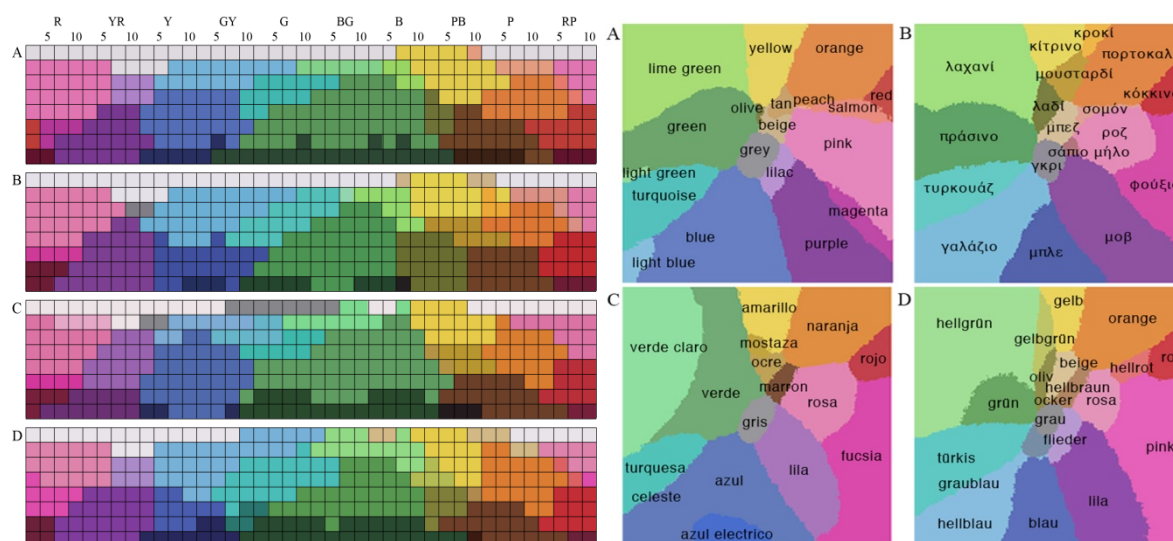 R YR Y GY G BG B PB P RP
5 10 5 10 5 10 5 10 5 10 5 10 5 10 5 10 5 10 5 10
A
B
C
D
A
yellow orange
lime green
red
tan peach
olive salmon
beige
green
pink
grey
lilac
light green
turquoise
magenta
blue purple
light blue
B
κροκί
κίτρινο
πορτοκαλ
λαχανί
μουσταρδί
κόκκινο
λαδί σομόν
μπεζ ροζ
πράσινο
σάπιο μήλο
γκρι
τυρκουάζ φούξια
γαλάζιο μπλε μοβ
C
amarillo
naranja
verde claro
mostaza
ocre rojo
marron
verde rosa
gris
turquesa lila fucsia
celeste azul
azul electrico
D
gelb
hellgrün orange
gelbgrün
beige ro
oliv hellrot
hellbraun
grün ocker rosa
grau
flieder
türkis pink
graublau
lila
hellblau blau